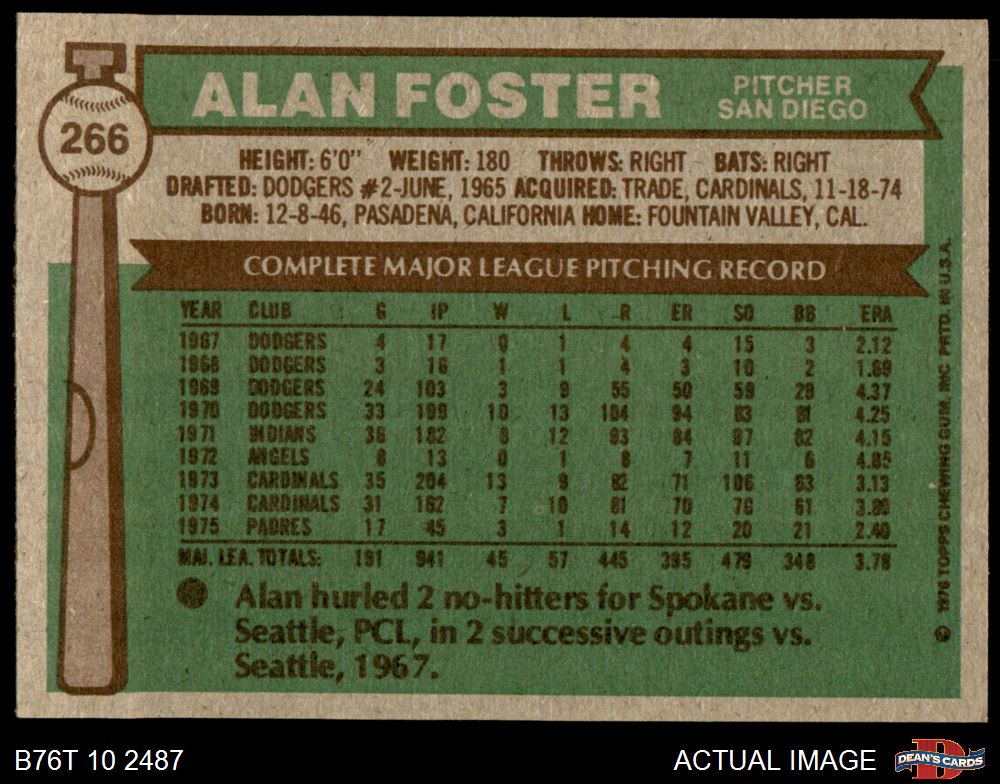 T
266
ALAN FOSTER
PITCHER
SAN DIEGO
HEIGHT: 6'0" WEIGHT: 180 THROWS: RIGHT BATS: RIGHT
DRAFTED: DODGERS #2-JUNE, 1965 ACQUIRED: TRADE, CARDINALS, 11-18-74
BORN: 12-8-46, PASADENA, CALIFORNIA HOME: FOUNTAIN VALLEY, CAL.
COMPLETE MAJOR LEAGUE PITCHING RECORD
YEAR CLUB G IP W L R ER SO BB ERA
1967 DODGERS 4 17 0 1 4 4 15 3 2.12
1968 DODGERS 3 16 1 1 4 3 10 2 1.69
1969 DODGERS 24 103 3 9 55 50 59 29 4.37
1970 DODGERS 33 199 10 13 104 94 83 81 4.25
1971 INDIANS 36 182 8 12 93 84 97 82 4.15
1972 ANGELS 8 13 0 1 8 7 11 6 4.85
1973 CARDINALS 35 204 13 9 82 71 106 63 3.13
1974 CARDINALS 31 162 7 10 81 70 78 61 3.89
1975 PADRES 17 45 3 1 14 12 20 21 2.40
MAJ. LEA. TOTALS: 191 941 45 57 445 395 479 348 3.78
Alan hurled 2 no-hitters for Spokane vs.
Seattle, PCL, in 2 successive outings vs.
Seattle, 1967.
© 1976 TOPPS CHEWING GUM, INC PRTD. IN U.S.A.
B76T 10 2487
ACTUAL IMAGE
D
DEAN'S CARDS